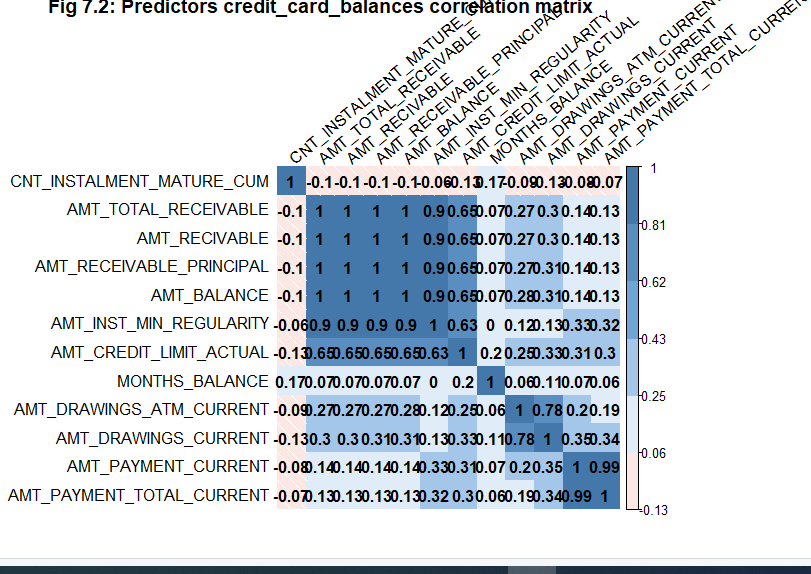 Fig 7.2: Predictors credit_card_balances correlation matrix
CNT_INSTALMENT_MATURE_CUM
AMT_TOTAL_RECEIVABLE
AMT_RECIVABLE
AMT_RECEIVABLE_PRINCIPAL
AMT_BALANCE
AMT_INST_MIN_REGULARITY
AMT_CREDIT_LIMIT_ACTUAL
MONTHS_BALANCE
AMT_DRAWINGS_ATM_CURRENT
AMT_DRAWINGS_CURRENT
AMT_PAYMENT_CURRENT
AMT_PAYMENT_TOTAL_CURRENT
CNT_INSTALMENT_MATURE_CUM 1 -0.1 -0.1 -0.1 -0.1 -0.06 -0.13 0.17 -0.09 -0.13 -0.08 -0.07
AMT_TOTAL_RECEIVABLE -0.1 1 1 1 1 0.9 0.65 0.07 0.27 0.3 0.14 0.13
AMT_RECIVABLE -0.1 1 1 1 1 0.9 0.65 0.07 0.27 0.3 0.14 0.13
AMT_RECEIVABLE_PRINCIPAL -0.1 1 1 1 1 0.9 0.65 0.07 0.27 0.31 0.14 0.13
AMT_BALANCE -0.1 1 1 1 1 0.9 0.65 0.07 0.28 0.31 0.14 0.13
AMT_INST_MIN_REGULARITY -0.06 0.9 0.9 0.9 0.9 1 0.63 0 0.12 0.13 0.33 0.32
AMT_CREDIT_LIMIT_ACTUAL -0.13 0.65 0.65 0.65 0.65 0.63 1 0.2 0.25 0.33 0.31 0.3
MONTHS_BALANCE 0.17 0.07 0.07 0.07 0.07 0 0.2 1 0.06 0.11 0.07 0.06
AMT_DRAWINGS_ATM_CURRENT -0.09 0.27 0.27 0.27 0.28 0.12 0.25 0.06 1 0.78 0.2 0.19
AMT_DRAWINGS_CURRENT -0.13 0.3 0.3 0.31 0.31 0.13 0.33 0.11 0.78 1 0.35 0.34
AMT_PAYMENT_CURRENT -0.08 0.14 0.14 0.14 0.14 0.33 0.31 0.07 0.2 0.35 1 0.99
AMT_PAYMENT_TOTAL_CURRENT -0.07 0.13 0.13 0.13 0.13 0.32 0.3 0.06 0.19 0.34 0.99 1
1
0.81
0.62
0.43
0.25
0.06
-0.13